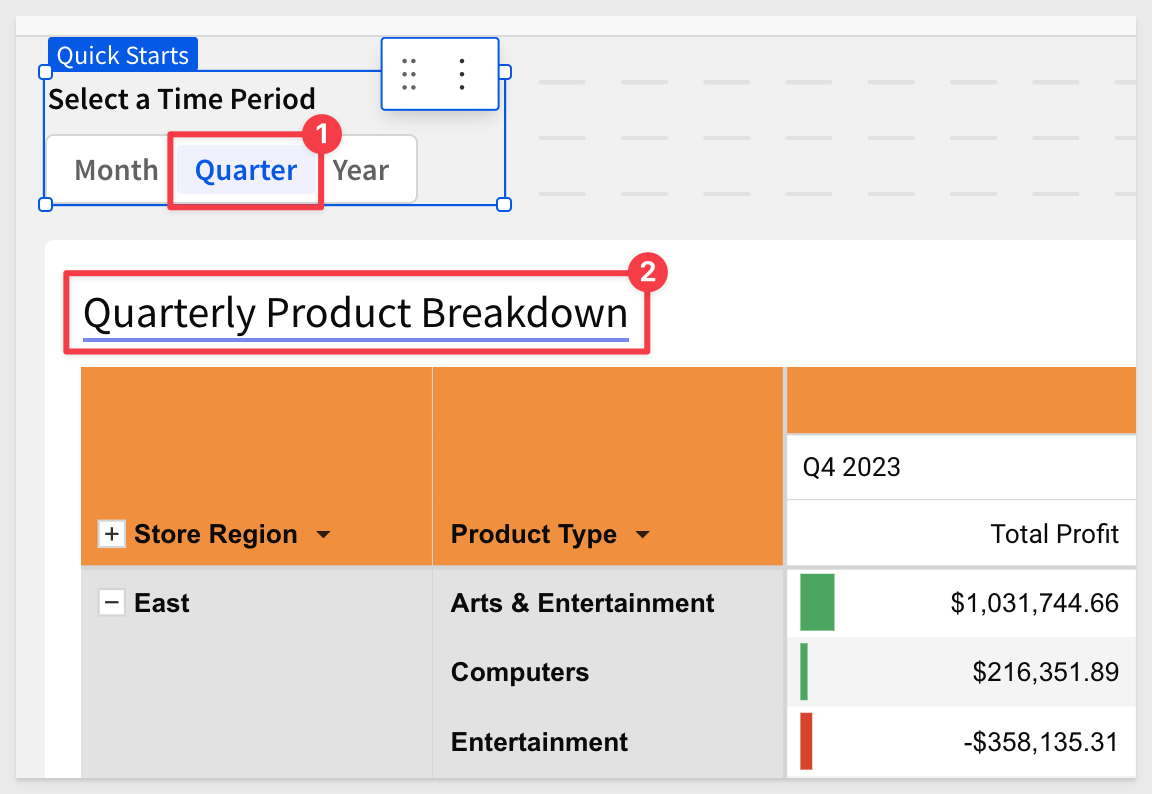 Quick Starts
Select a Time Period
Month Quarter Year
1
2
Quarterly Product Breakdown
Q4 2023
Store Region Product Type Total Profit
East Arts & Entertainment $1,031,744.66
Computers $216,351.89
Entertainment -$358,135.31